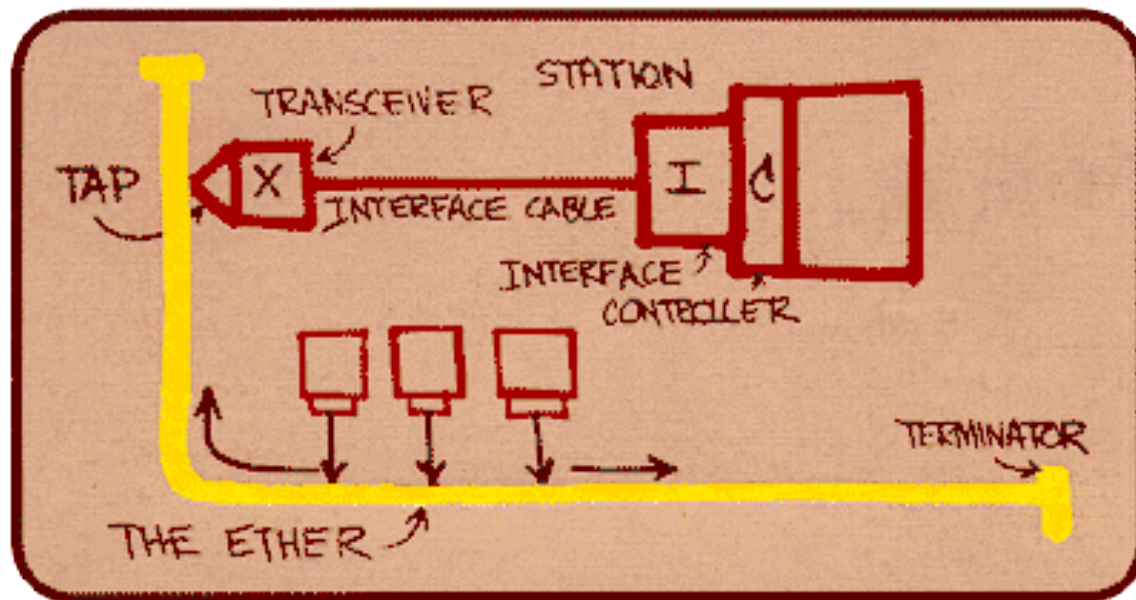 STATION
TRANSCEIVER
TAP
X
I
C
INTERFACE CABLE
INTERFACE
CONTROLLER
TERMINATOR
THE ETHER